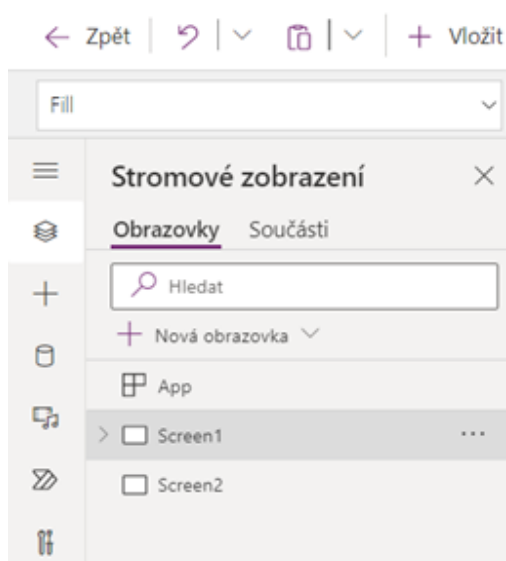 Zpět Vložit
Fill
Stromové zobrazení
Obrazovky Součásti
Hledat
Nová obrazovka
App
Screen1
Screen2